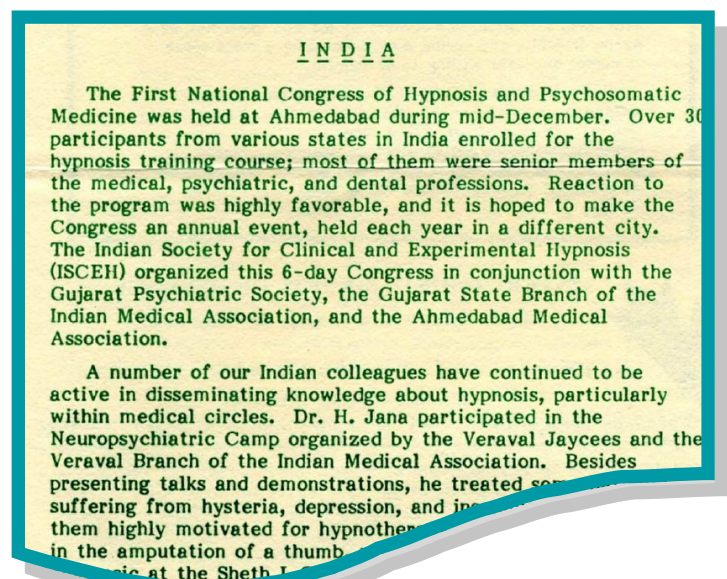 I N D I A
The First National Congress of Hypnosis and Psychosomatic
Medicine was held at Ahmedabad during mid-December. Over 30
participants from various states in India enrolled for the
hypnosis training course; most of them were senior members of
the medical, psychiatric, and dental professions. Reaction to
the program was highly favorable, and it is hoped to make the
Congress an annual event, held each year in a different city.
The Indian Society for Clinical and Experimental Hypnosis
(ISCEH) organized this 6-day Congress in conjunction with the
Gujarat Psychiatric Society, the Gujarat State Branch of the
Indian Medical Association, and the Ahmedabad Medical
Association.
A number of our Indian colleagues have continued to be
active in disseminating knowledge about hypnosis, particularly
within medical circles. Dr. H. Jana participated in the
Neuropsychiatric Camp organized by the Veraval Jaycees and the
Veraval Branch of the Indian Medical Association. Besides
presenting talks and demonstrations, he treated
suffering from hysteria, depression, and
them highly motivated for
in the amputation of a thumb
at the Sheth